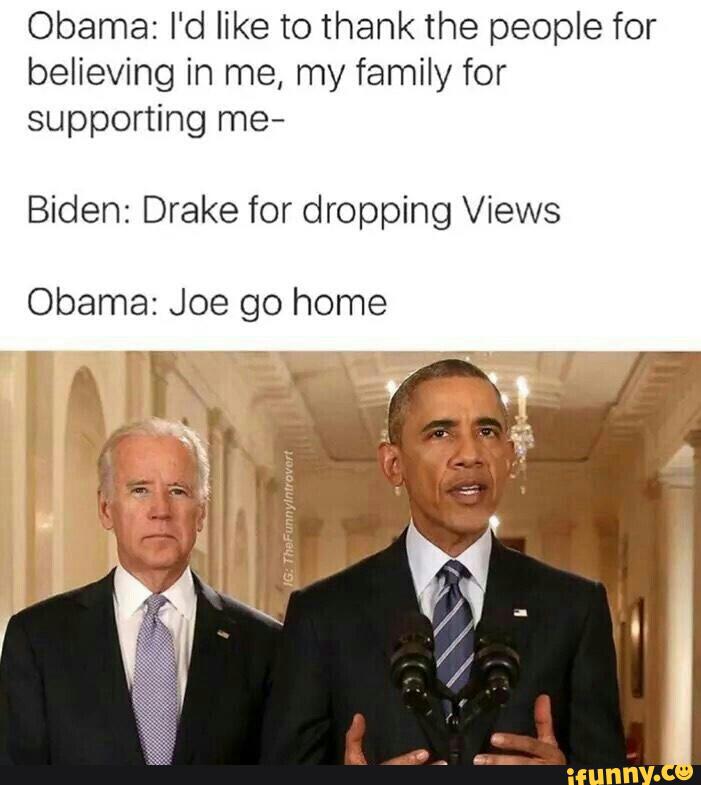 Obama: I'd like to thank the people for
believing in me, my family for
supporting me-
Biden: Drake for dropping Views
Obama: Joe go home
IG: TheFunnyIntrovert
ifunny.co